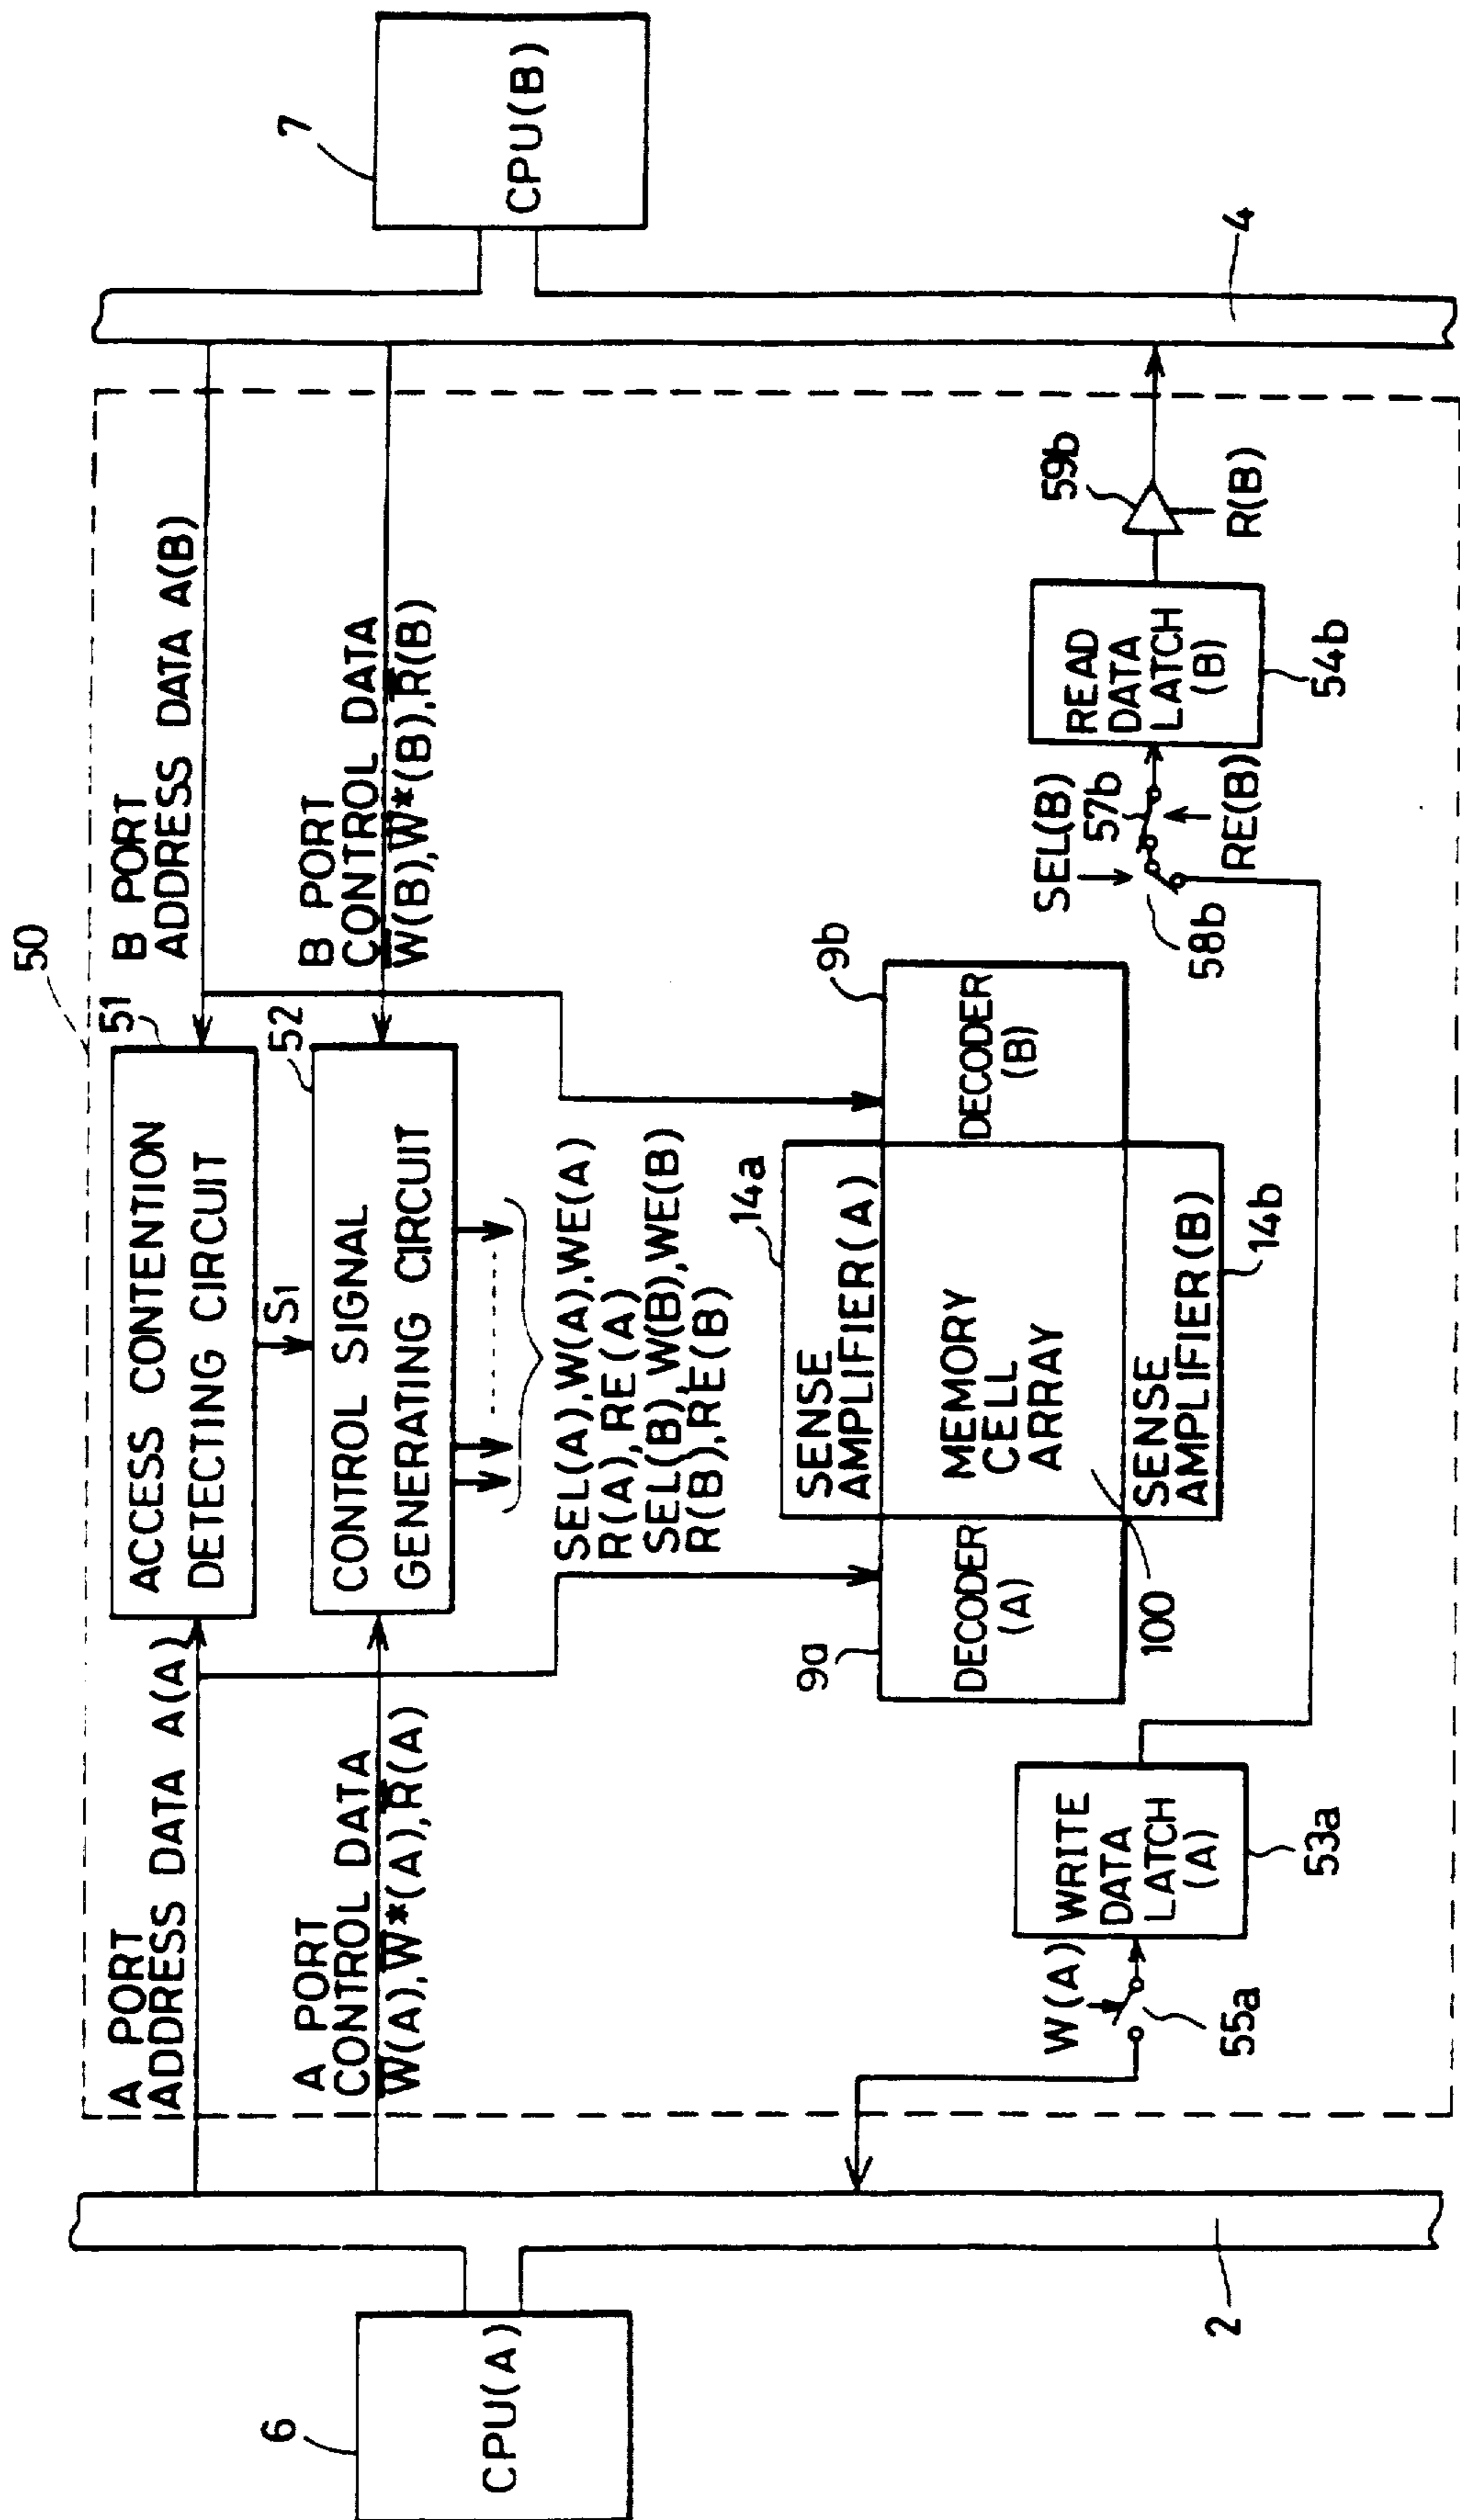 50
A PORT
ADDRESS DATA A(A)
ACCESS CONTENTION
DETECTING CIRCUIT
51
B PORT
ADDRESS DATA A(B)
S1
A PORT
CONTROL DATA
W(A),W*(A),R(A)
CONTROL SIGNAL
GENERATING CIRCUIT
52
B PORT
CONTROL DATA
W(B),W*(B),R(B)
6
CPU(A)
7
CPU(B)
SEL(A),W(A),WE(A)
R(A),RE(A)
SEL(B),W(B),WE(B)
R(B),RE(B)
14a
SENSE
AMPLIFIER(A)
9a
DECODER
(A)
MEMORY
CELL
ARRAY
9b
DECODER
(B)
100
SENSE
AMPLIFIER(B)
14b
W(A)
55a
WRITE
DATA
LATCH
(A)
53a
SEL(B)
57b
58b
RE(B)
READ
DATA
LATCH
(B)
54b
59b
R(B)
2
4